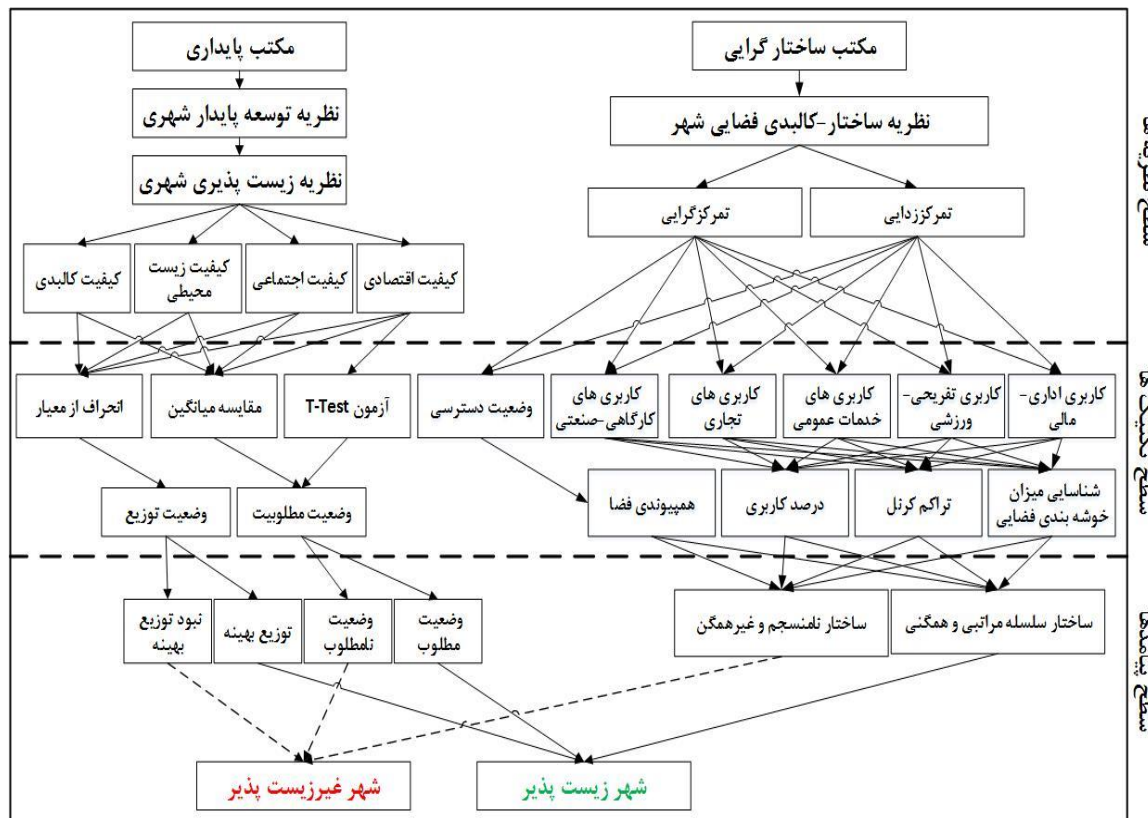 مکتب ساختار گرایی
مکتب پایداری
نظریه ساختار-کالبدی فضایی شهر
نظریه توسعه پایدار شهری
نظریه زیست پذیری شهری
تمرکززدایی
تمرکزگرایی
کیفیت اقتصادی
کیفیت اجتماعی
کیفیت زیست
محیطی
کیفیت کالبدی
کاربری اداری-
مالی
کاربری تفریحی-
ورزشی
کاربری های
خدمات عمومی
کاربری های
تجاری
کاربری های
کارگاهی-صنعتی
وضعیت دسترسی
آزمون T-Test
مقایسه میانگین
انحراف از معیار
شناسایی میزان
خوشه بندی فضایی
تراکم کرنل
درصد کاربری
همپیوندی فضا
وضعیت مطلوبیت
وضعیت توزیع
ساختار سلسله مراتبی و همگنی
ساختار نامنسجم و غیرهمگن
وضعیت
مطلوب
وضعیت
نامطلوب
توزیع بهینه
نبود توزیع
بهینه
شهر زیست پذیر
شهر غیرزیست پذیر
سطح
سطح
سطح پیامدها